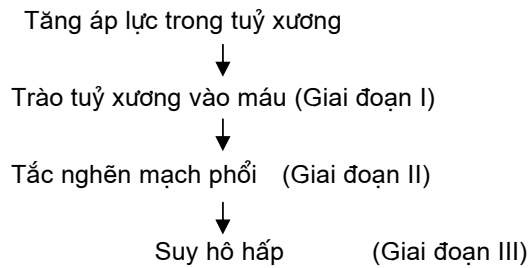 Tăng áp lực trong tuỷ xương
Trào tuỷ xương vào máu (Giai đoạn I)
Tắc nghẽn mạch phổi (Giai đoạn II)
Suy hô hấp (Giai đoạn III)